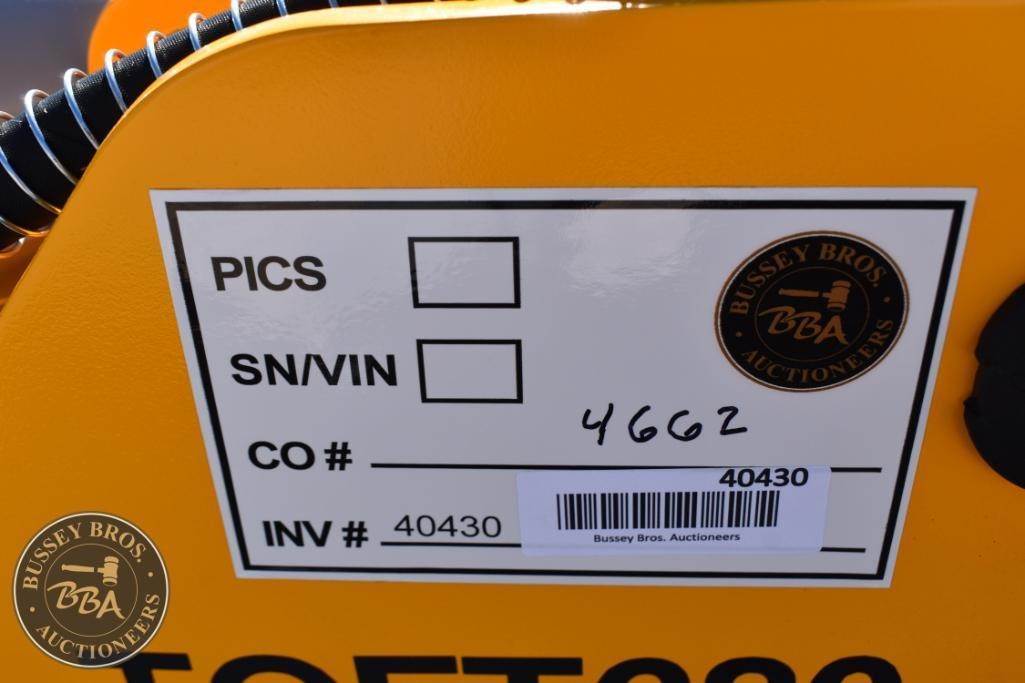 PICS
BUSSEY BROS.
BBA
AUCTIONEERS
SN/VIN
CO # 4662
40430
INV # 40430
Bussey Bros. Auctioneers
BUSSEY BROS.
BBA
AUCTIONEERS